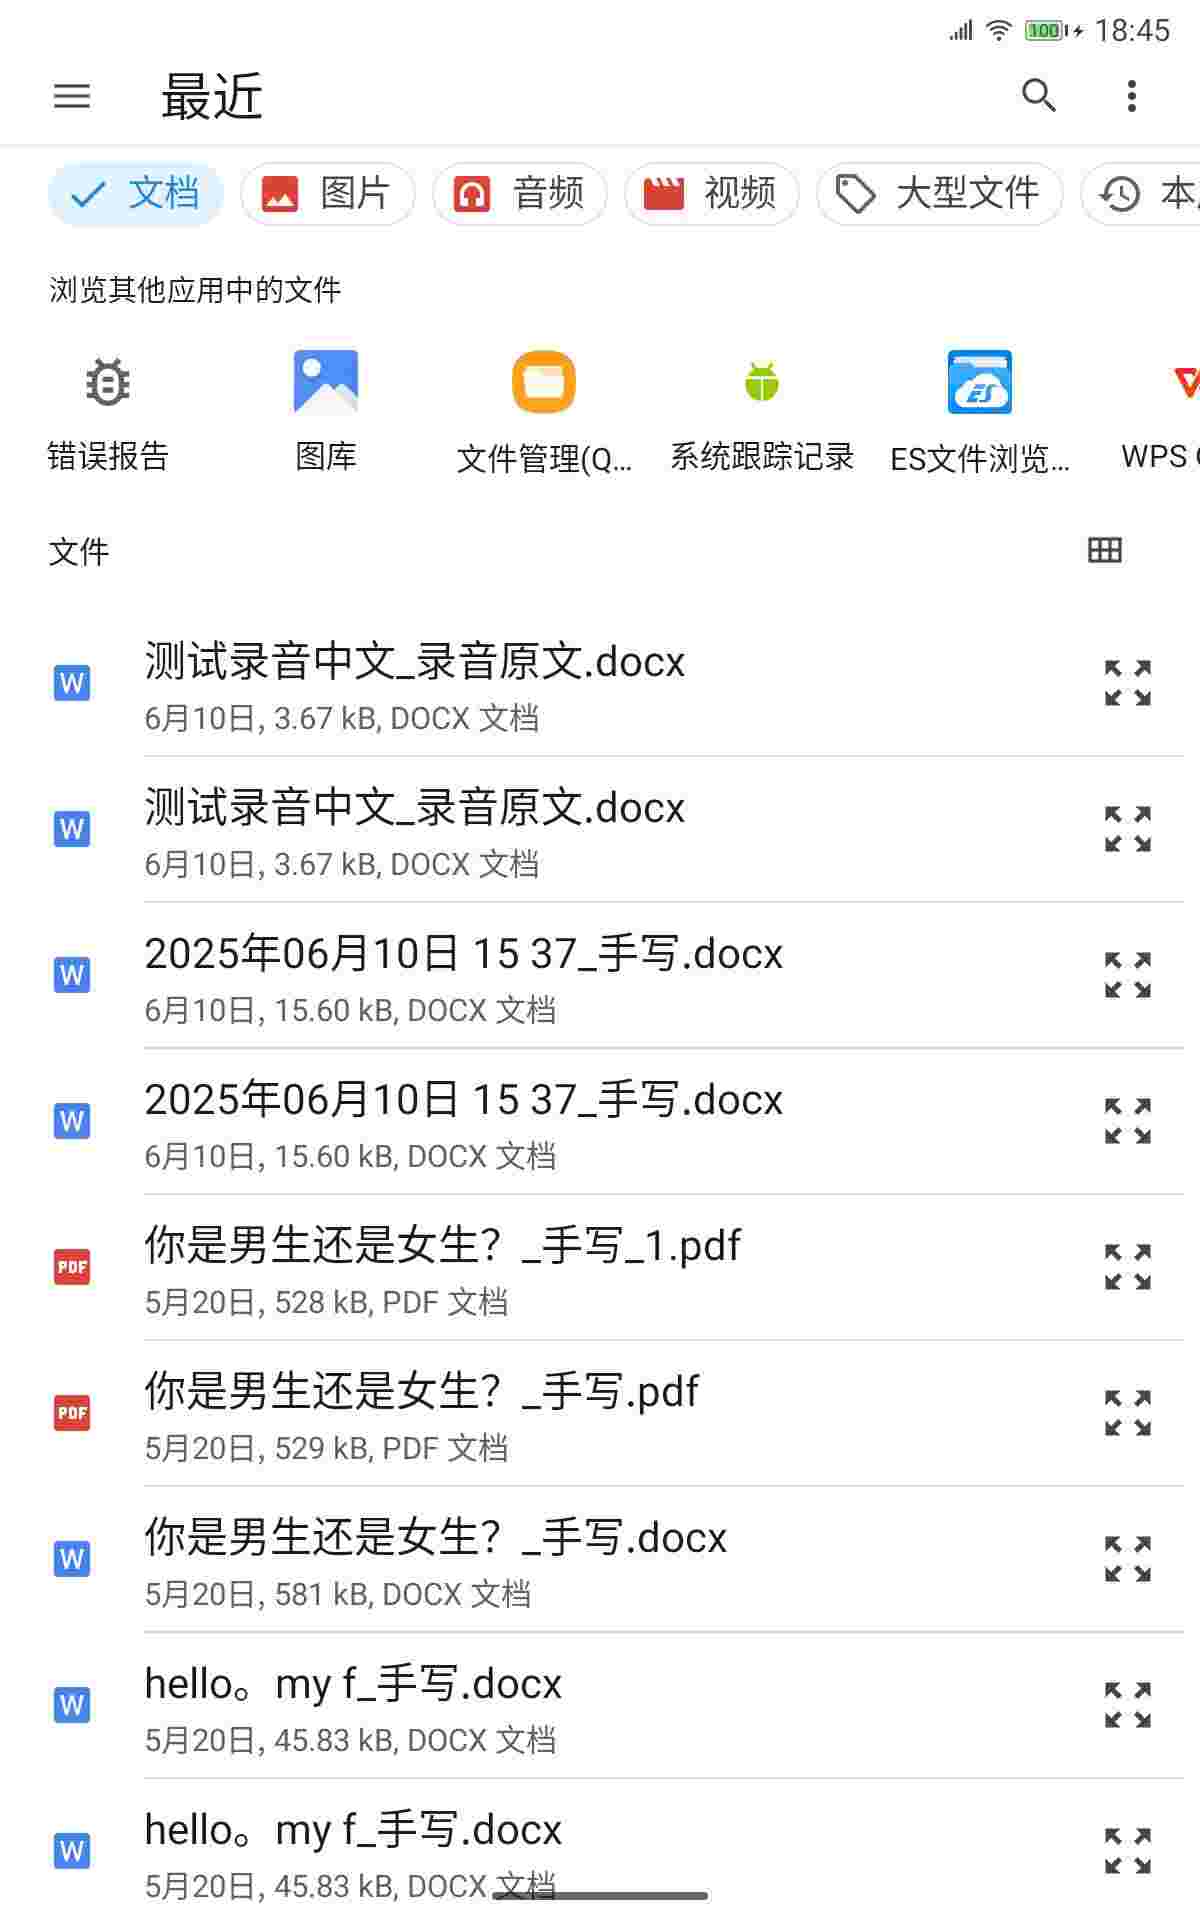 100 18:45
最近
文档 图片 音频 视频 大型文件
浏览其他应用中的文件
错误报告 图库 文件管理(Q... 系统跟踪记录 ES文件浏览... WPS
文件
W 测试录音中文_录音原文.docx
6月10日, 3.67 kB, DOCX 文档
W 测试录音中文_录音原文.docx
6月10日, 3.67 kB, DOCX 文档
W 2025年06月10日 15 37_手写.docx
6月10日, 15.60 kB, DOCX 文档
W 2025年06月10日 15 37_手写.docx
6月10日, 15.60 kB, DOCX 文档
PDF 你是男生还是女生？_手写_1.pdf
5月20日, 528 kB, PDF 文档
PDF 你是男生还是女生？_手写.pdf
5月20日, 529 kB, PDF 文档
W 你是男生还是女生？_手写.docx
5月20日, 581 kB, DOCX 文档
W hello。my f_手写.docx
5月20日, 45.83 kB, DOCX 文档
W hello。my f_手写.docx
5月20日, 45.83 kB, DOCX 文档